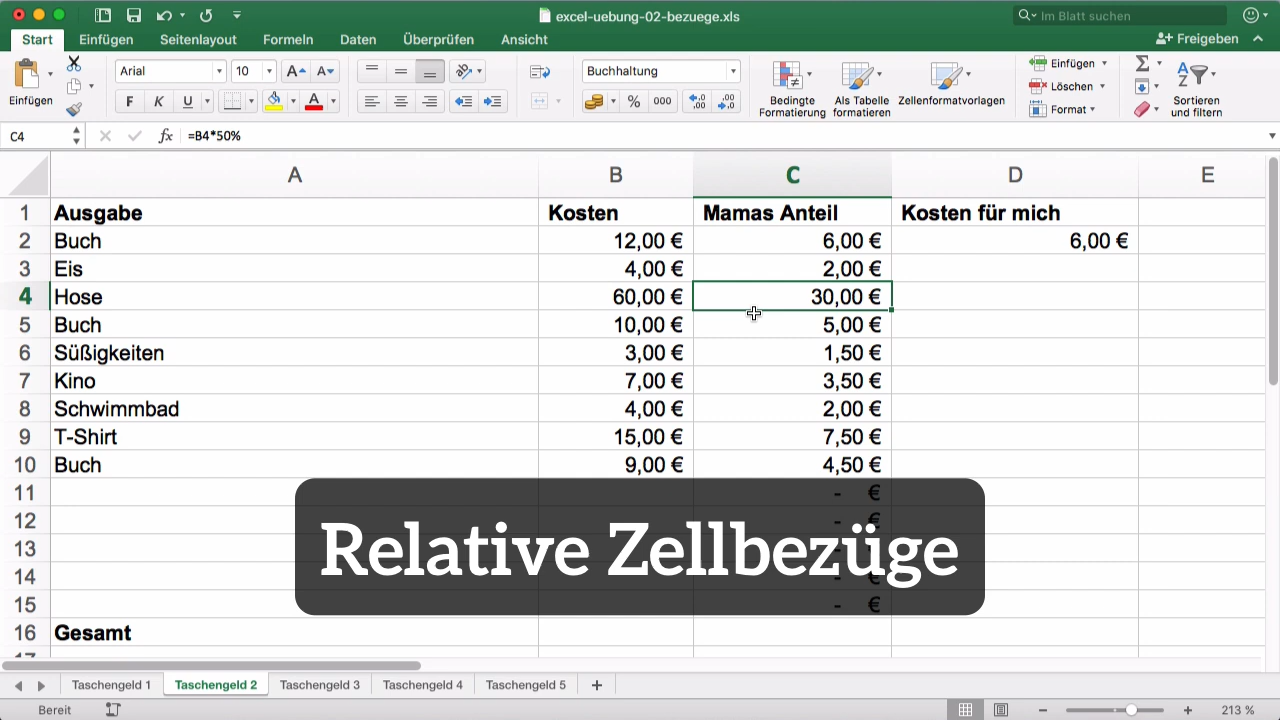 excel-uebung-02-bezuege.xls
Im Blatt suchen
Start Einfügen Seitenlayout Formeln Daten Überprüfen Ansicht
Freigeben
Einfügen
Arial 10
F K U
A A
Buchhaltung
% 000
Bedingte Formatierung
Als Tabelle formatieren
Zellenformatvorlagen
Einfügen
Löschen
Format
Sortieren und filtern
C4 fx =B4*50%
A B C D E
1 Ausgabe Kosten Mamas Anteil Kosten für mich
2 Buch 12,00 € 6,00 € 6,00 €
3 Eis 4,00 € 2,00 €
4 Hose 60,00 € 30,00 €
5 Buch 10,00 € 5,00 €
6 Süßigkeiten 3,00 € 1,50 €
7 Kino 7,00 € 3,50 €
8 Schwimmbad 4,00 € 2,00 €
9 T-Shirt 15,00 € 7,50 €
10 Buch 9,00 € 4,50 €
11 - €
12 - €
13
Relative Zellbezüge
14 - €
15 - €
16 Gesamt
Taschengeld 1 Taschengeld 2 Taschengeld 3 Taschengeld 4 Taschengeld 5 +
Bereit
213 %